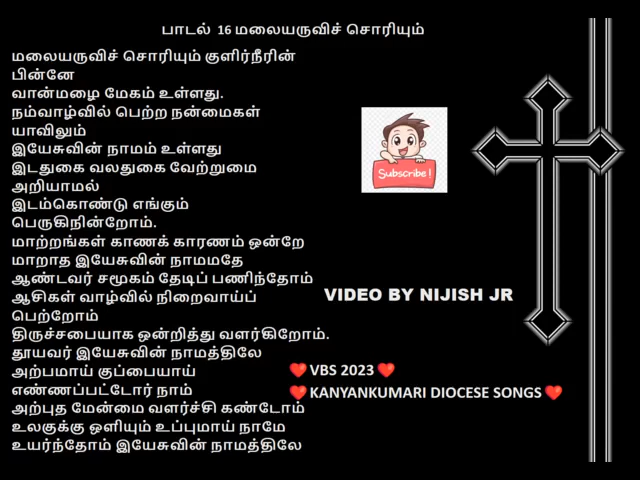 பாடல் 16 மலையருவிச் சொரியும்
மலையருவிச் சொரியும் குளிர்நீரின்
பின்னே
வான்மழை மேகம் உள்ளது.
நம்வாழ்வில் பெற்ற நன்மைகள்
யாவிலும்
இயேசுவின் நாமம் உள்ளது
இடதுகை வலதுகை வேற்றுமை
அறியாமல்
இடம்கொண்டு எங்கும்
பெருகிநின்றோம்.
மாற்றங்கள் காணக் காரணம் ஒன்றே
மாறாத இயேசுவின் நாமமதே
ஆண்டவர் சமூகம் தேடிப் பணிந்தோம்
ஆசிகள் வாழ்வில் நிறைவாய்ப்
பெற்றோம்
திருச்சபையாக ஒன்றித்து வளர்கிறோம்.
தூயவர் இயேசுவின் நாமத்திலே
அற்பமாய் குப்பையாய்
எண்ணப்பட்டோர் நாம்
அற்புத மேன்மை வளர்ச்சி கண்டோம்
உலகுக்கு ஒளியும் உப்புமாய் நாமே
உயர்ந்தோம் இயேசுவின் நாமத்திலே
Subscribe!
VIDEO BY NIJISH JR
VBS 2023
KANYANKUMARI DIOCESE SONGS